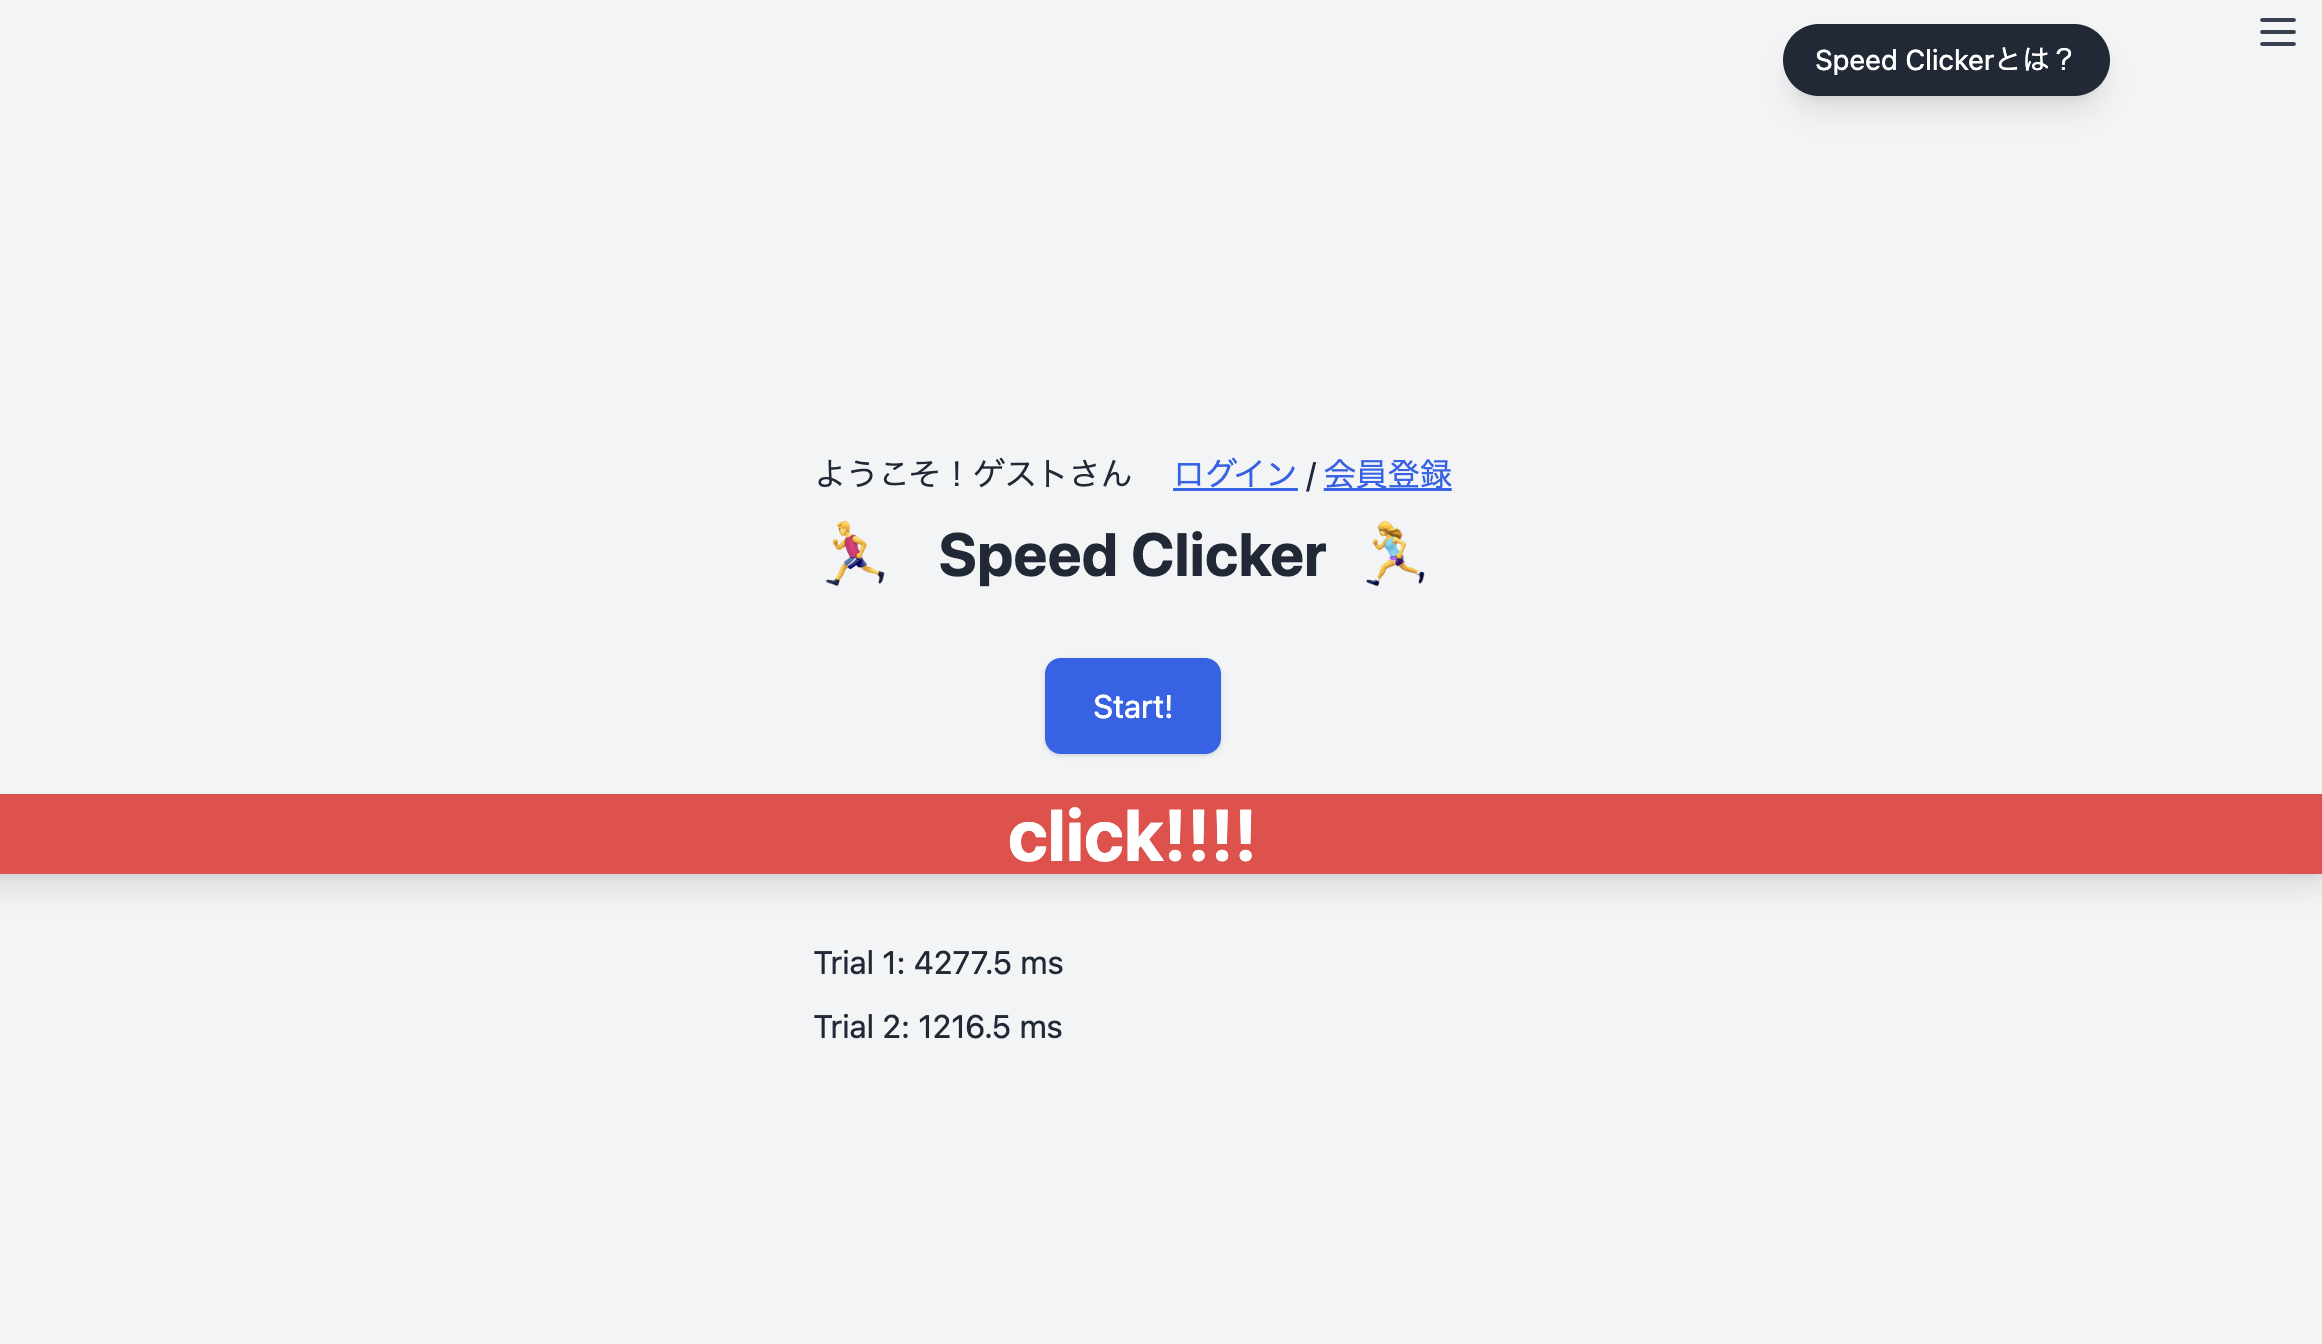 Speed Clickerとは？
ようこそ！ゲストさん ログイン / 会員登録
Speed Clicker
Start!
click!!!!
Trial 1: 4277.5 ms
Trial 2: 1216.5 ms